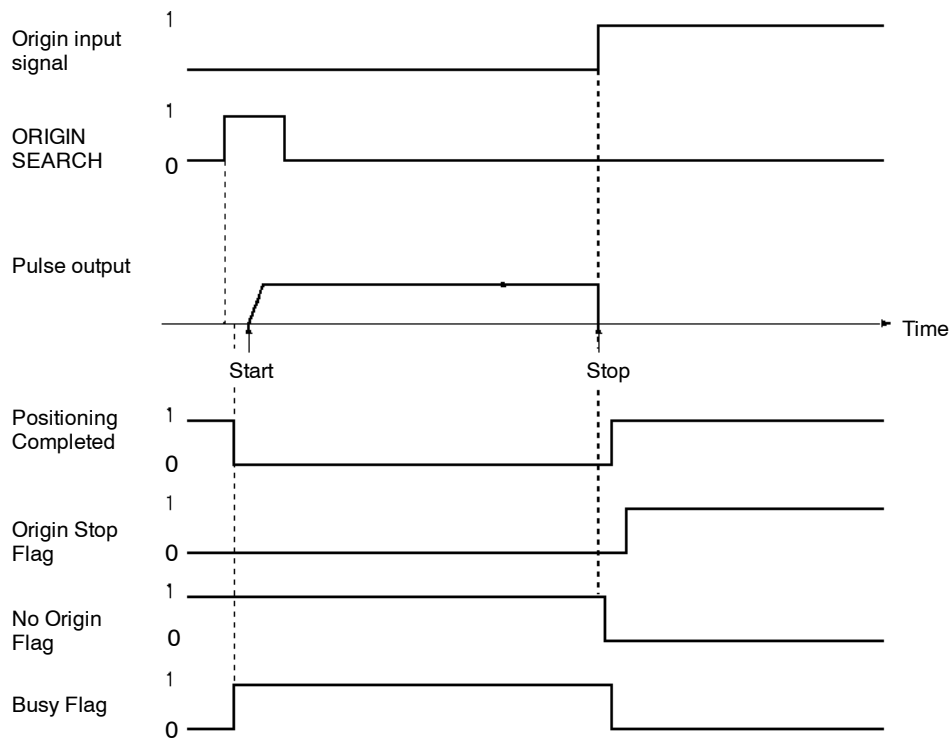 1
Origin input
signal
1
ORIGIN
SEARCH
0
Pulse output
Time
Start
Stop
Positioning
Completed
1
0
1
Origin Stop
Flag
0
1
No Origin
Flag
0
1
Busy Flag
0